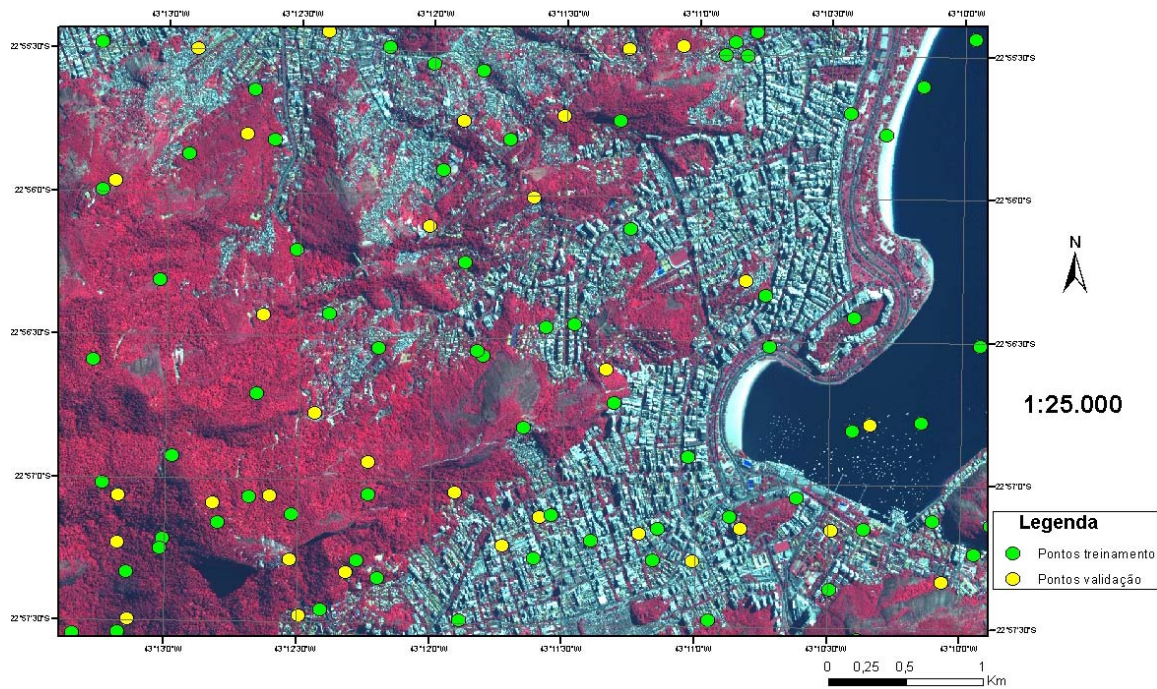 43°13'0"W 43°12'30"W 43°12'0"W 43°11'30"W 43°11'0"W 43°10'30"W 43°10'0"W
22°55'30"S 22°55'30"S
22°56'0"S 22°56'0"S
N
22°56'30"S 22°56'30"S
1:25.000
22°57'0"S 22°57'0"S
Legenda
Pontos treinamento
Pontos validação
22°57'30"S 22°57'30"S
43°13'0"W 43°12'30"W 43°12'0"W 43°11'30"W 43°11'0"W 43°10'30"W 43°10'0"W
0 0,25 0,5 1
Km